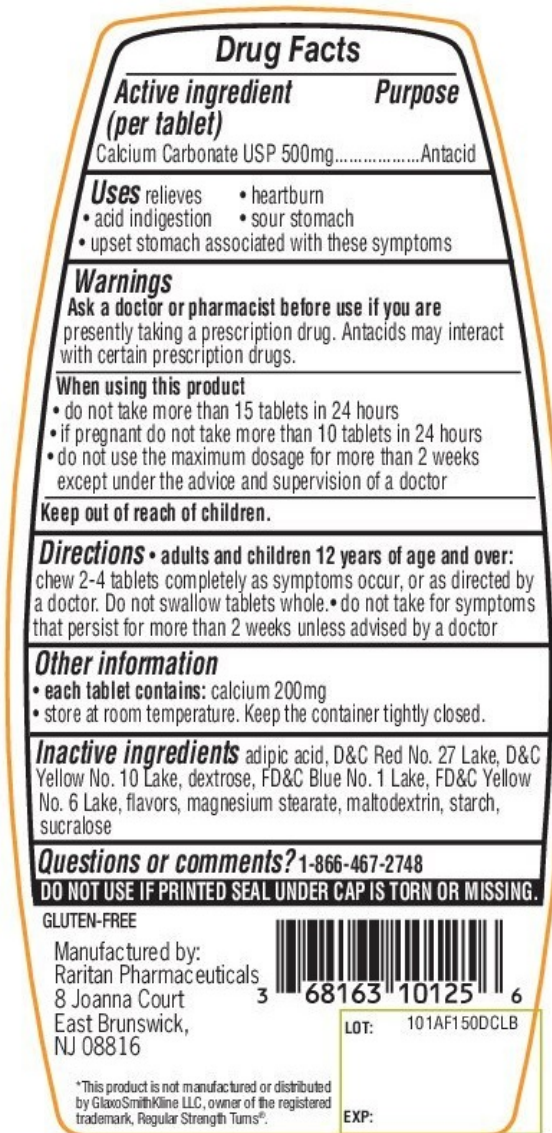 Drug Facts
Active ingredient Purpose
(per tablet)
Calcium Carbonate USP 500mg..................Antacid
Uses relieves • heartburn
• acid indigestion • sour stomach
• upset stomach associated with these symptoms
Warnings
Ask a doctor or pharmacist before use if you are
presently taking a prescription drug. Antacids may interact
with certain prescription drugs.
When using this product
• do not take more than 15 tablets in 24 hours
• if pregnant do not take more than 10 tablets in 24 hours
• do not use the maximum dosage for more than 2 weeks
except under the advice and supervision of a doctor
Keep out of reach of children.
Directions • adults and children 12 years of age and over:
chew 2-4 tablets completely as symptoms occur, or as directed by
a doctor. Do not swallow tablets whole. • do not take for symptoms
that persist for more than 2 weeks unless advised by a doctor
Other information
• each tablet contains: calcium 200mg
• store at room temperature. Keep the container tightly closed.
Inactive ingredients adipic acid, D&C Red No. 27 Lake, D&C
Yellow No. 10 Lake, dextrose, FD&C Blue No. 1 Lake, FD&C Yellow
No. 6 Lake, flavors, magnesium stearate, maltodextrin, starch,
sucralose
Questions or comments? 1-866-467-2748
DO NOT USE IF PRINTED SEAL UNDER CAP IS TORN OR MISSING.
GLUTEN-FREE
Manufactured by:
Raritan Pharmaceuticals
8 Joanna Court
East Brunswick,
NJ 08816
3 68163 10125 6
LOT: 101AF150DCLB
EXP:
*This product is not manufactured or distributed
by GlaxoSmithKline LLC, owner of the registered
trademark, Regular Strength Tums®.